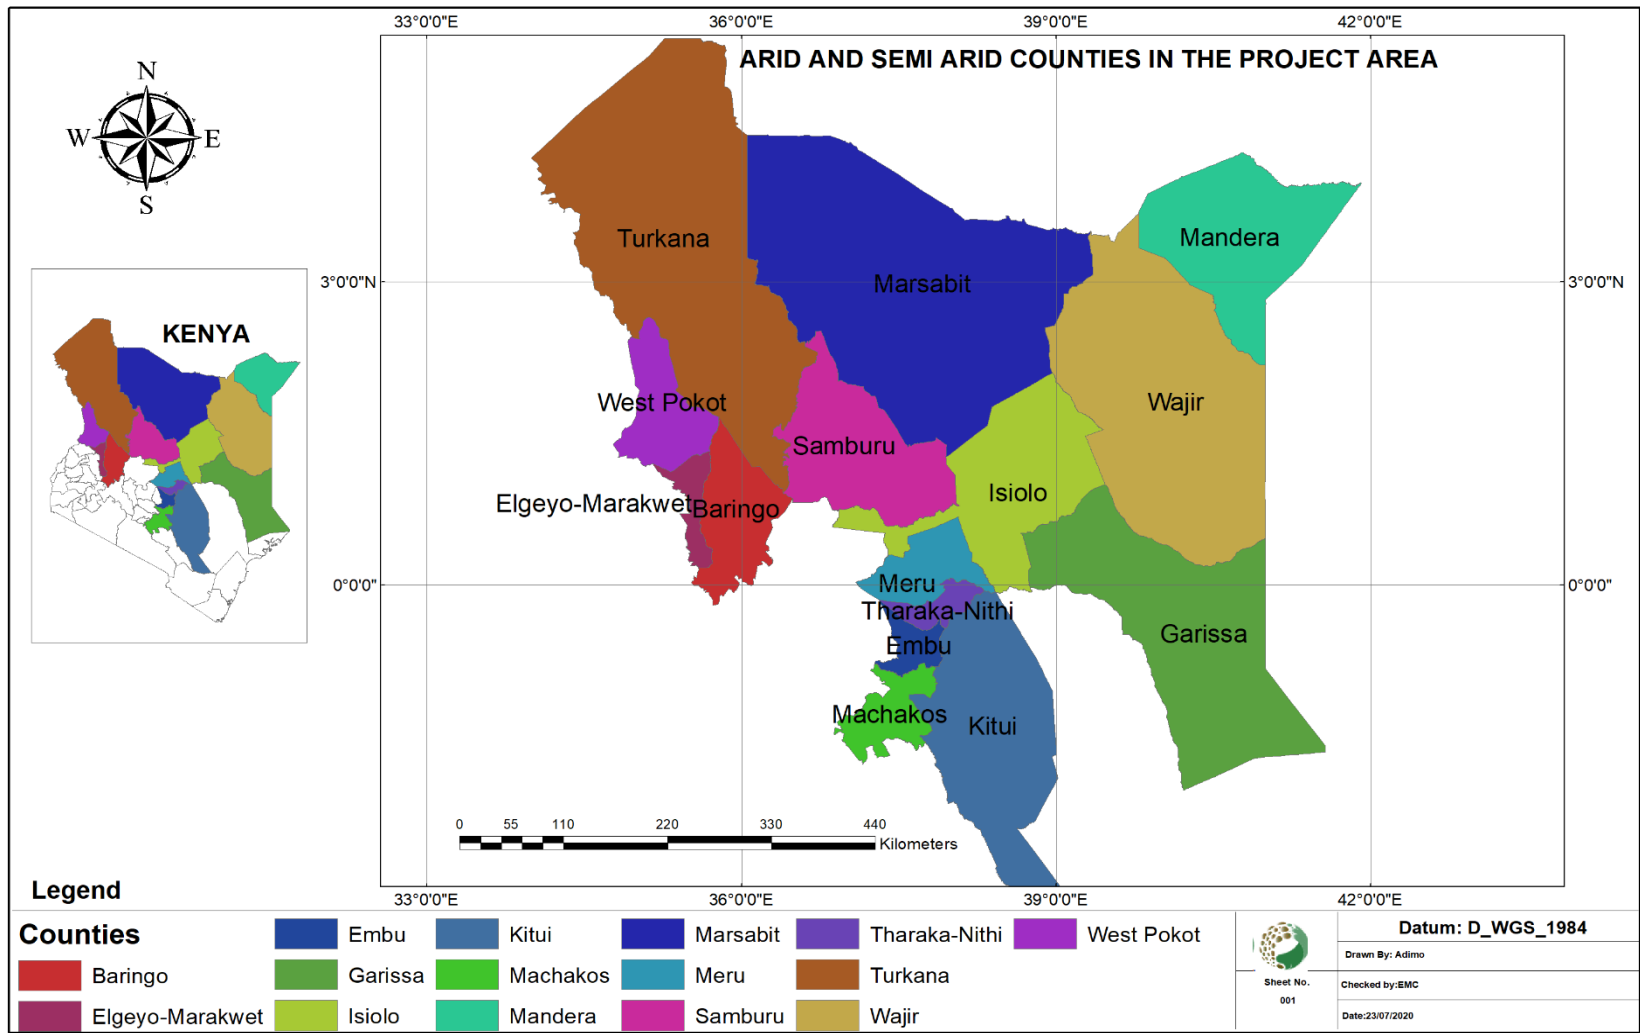 33°0'0"E 36°0'0"E 39°0'0"E 42°0'0"E
ARID AND SEMI ARID COUNTIES IN THE PROJECT AREA
N
W E
S
KENYA
Turkana
Mandera
Marsabit
3°0'0"N 3°0'0"N
West Pokot
Wajir
Samburu
Isiolo
Elgeyo-Marakwet
Baringo
Meru
0°0'0" 0°0'0"
Tharaka-Nithi
Garissa
Embu
Machakos
Kitui
0 55 110 220 330 440
Kilometers
33°0'0"E 36°0'0"E 39°0'0"E 42°0'0"E
Legend
Counties
Baringo
Elgeyo-Marakwet
Embu
Garissa
Isiolo
Kitui
Machakos
Mandera
Marsabit
Meru
Samburu
Tharaka-Nithi
Turkana
Wajir
West Pokot
Sheet No.
001
Datum: D_WGS_1984
Drawn By: Adimo
Checked by:EMC
Date:23/07/2020